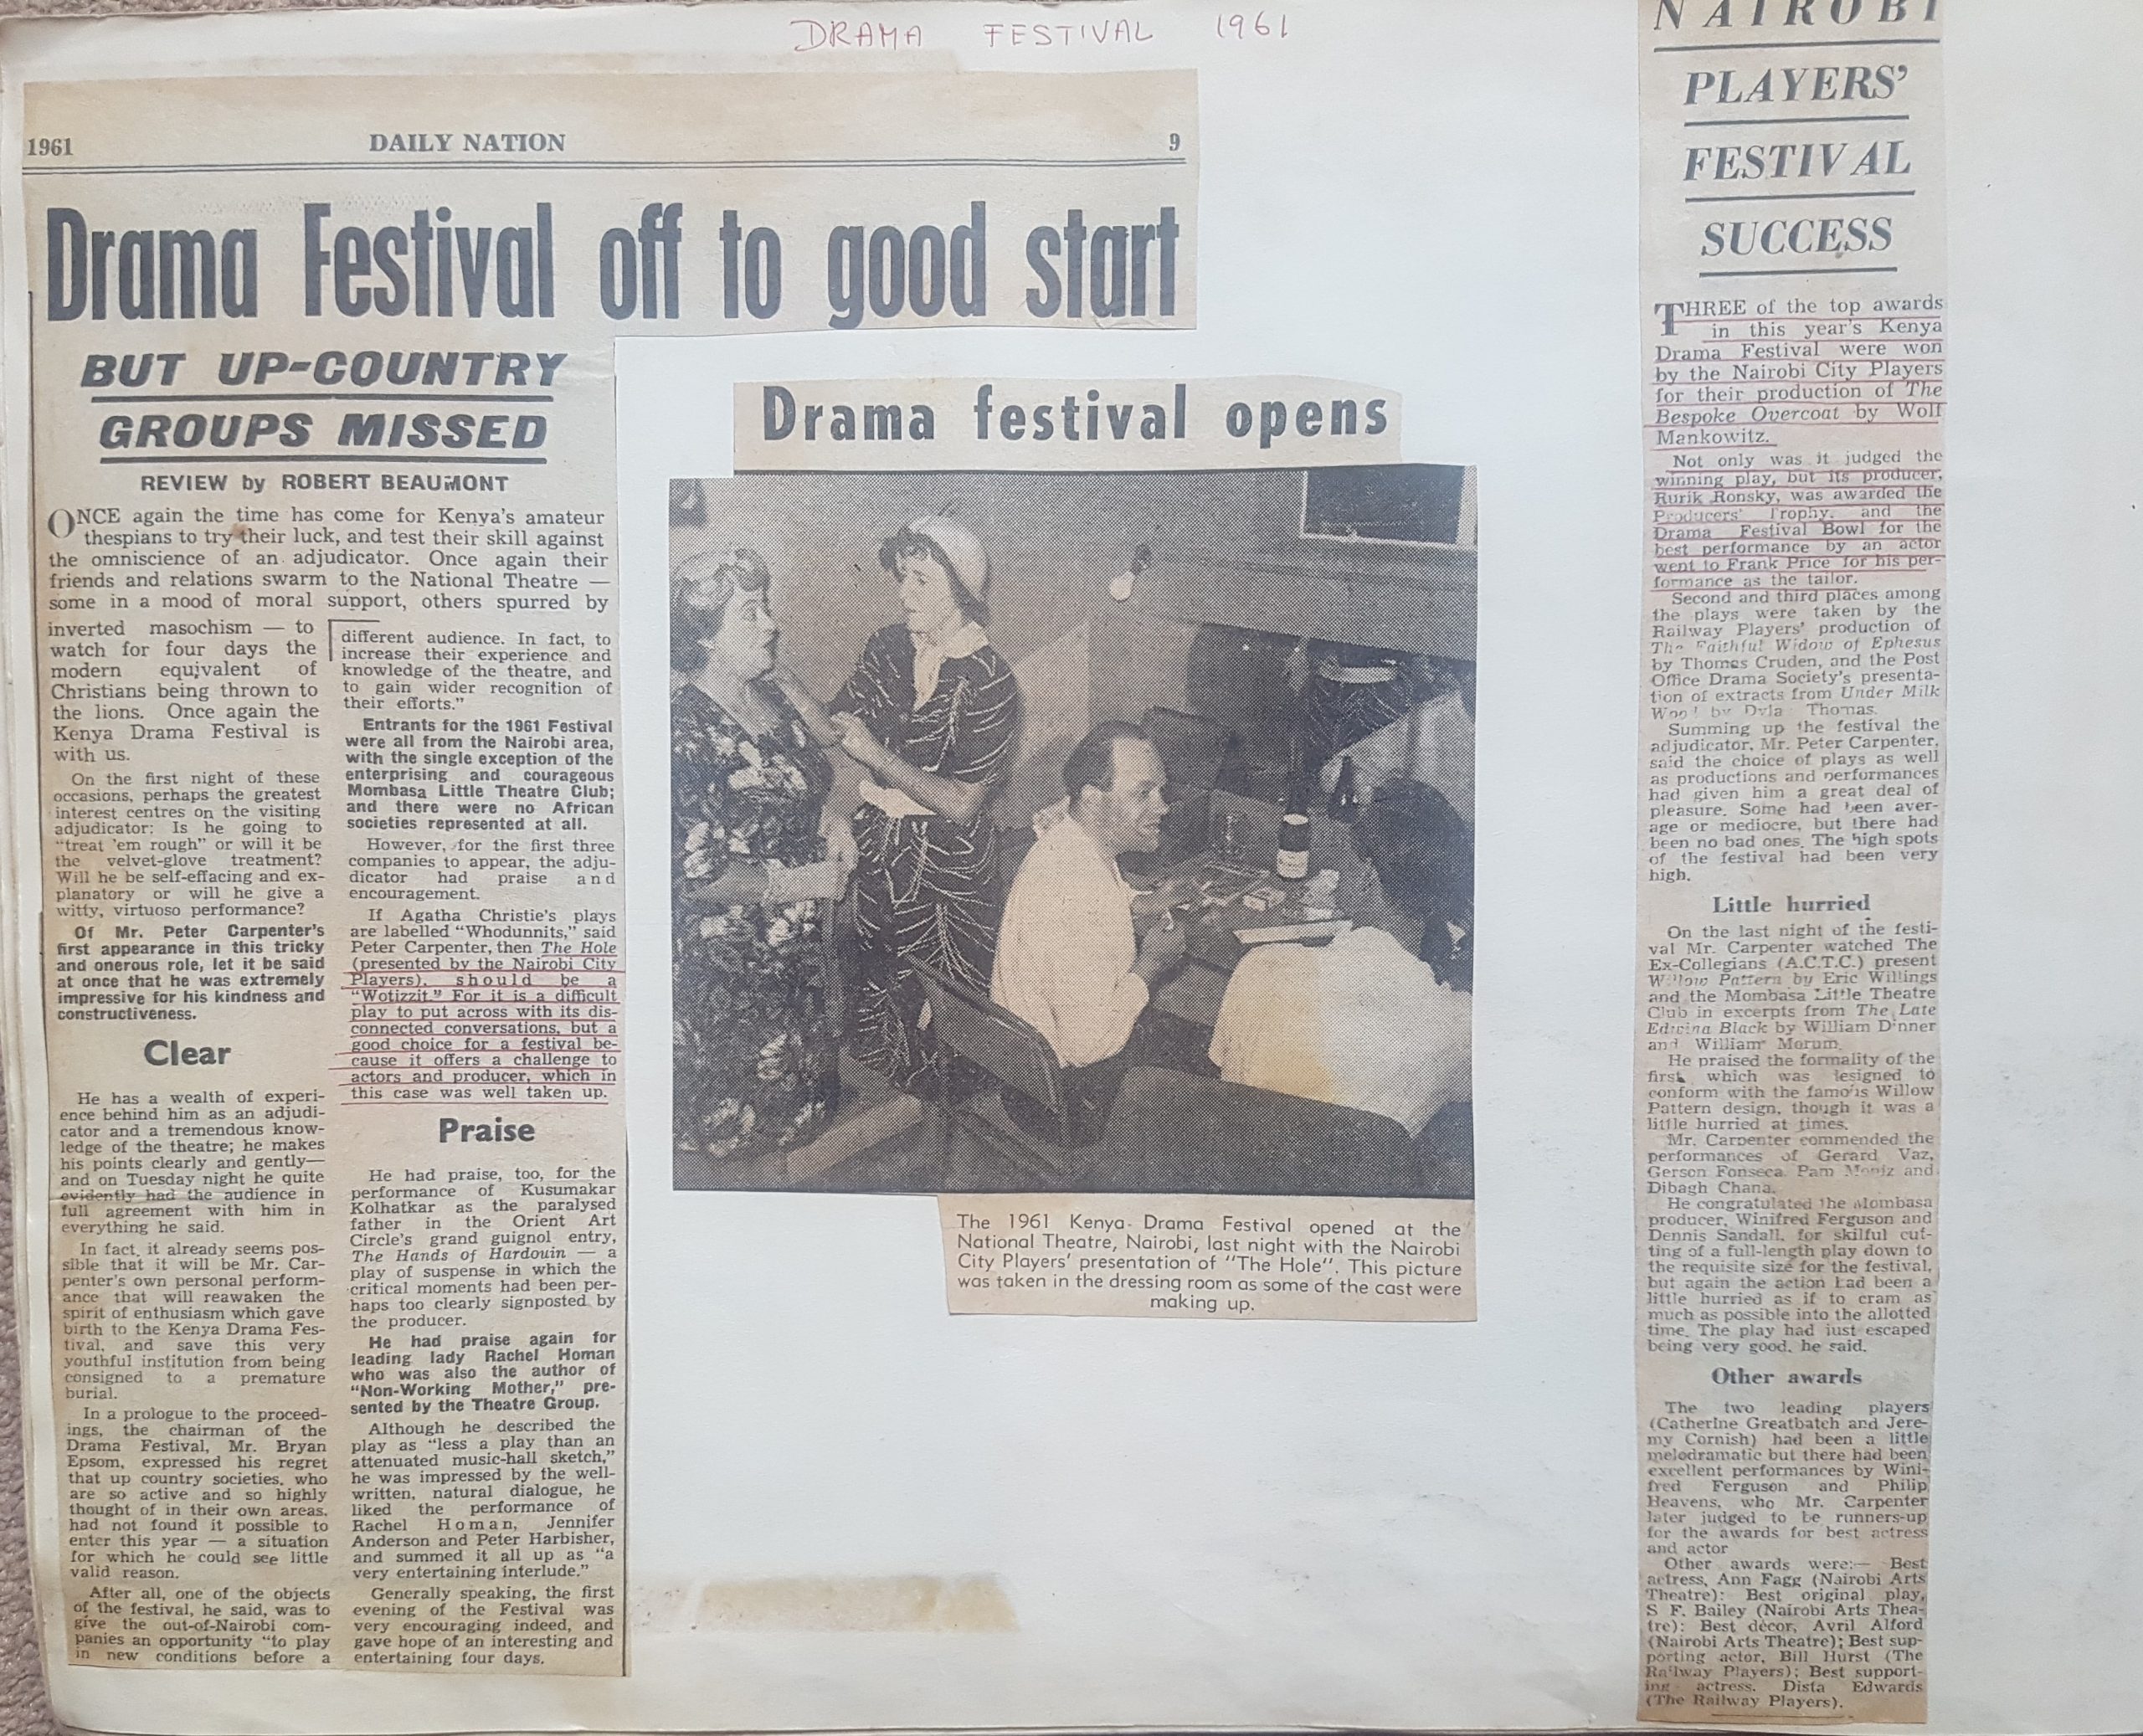 DRAMA FESTIVAL 1961
1961 DAILY NATION 9
Drama Festival off to good start
BUT UP-COUNTRY
GROUPS MISSED
REVIEW by ROBERT BEAUMONT
ONCE again the time has come for Kenya's amateur
thespians to try their luck, and test their skill against
the omniscience of an adjudicator. Once again their
friends and relations swarm to the National Theatre —
some in a mood of moral support, others spurred by
inverted masochism — to
watch for four days the
modern equivalent of
Christians being thrown to
the lions. Once again the
Kenya Drama Festival is
with us.
On the first night of these
occasions, perhaps the greatest
interest centres on the visiting
adjudicator: Is he going to
"treat 'em rough" or will it be
the velvet-glove treatment?
Will he be self-effacing and ex-
planatory or will he give a
witty, virtuoso performance?
Of Mr. Peter Carpenter's
first appearance in this tricky
and onerous role, let it be said
at once that he was extremely
impressive for his kindness and
constructiveness.
Clear
He has a wealth of experi-
ence behind him as an adjudi-
cator and a tremendous know-
ledge of the theatre; he makes
his points clearly and gently—
and on Tuesday night he quite
evidently had the audience in
full agreement with him in
everything he said.
In fact, it already seems pos-
sible that it will be Mr. Car-
penter's own personal perform-
ance that will reawaken the
spirit of enthusiasm which gave
birth to the Kenya Drama Fes-
tival, and save this very
youthful institution from being
consigned to a premature
burial.
In a prologue to the proceed-
ings, the chairman of the
Drama Festival, Mr. Bryan
Epsom, expressed his regret
that up country societies, who
are so active and so highly
thought of in their own areas,
had not found it possible to
enter this year — a situation
for which he could see little
valid reason.
After all, one of the objects
of the festival, he said, was to
give the out-of-Nairobi com-
panies an opportunity "to play
in new conditions before a
different audience. In fact, to
increase their experience and
knowledge of the theatre, and
to gain wider recognition of
their efforts."
Entrants for the 1961 Festival
were all from the Nairobi area,
with the single exception of the
enterprising and courageous
Mombasa Little Theatre Club;
and there were no African
societies represented at all.
However, for the first three
companies to appear, the adju-
dicator had praise and
encouragement.
If Agatha Christie's plays
are labelled "Whodunnits," said
Peter Carpenter, then The Hole
(presented by the Nairobi City
Players), should be a
"Wotizzit." For it is a difficult
play to put across with its dis-
connected conversations, but a
good choice for a festival be-
cause it offers a challenge to
actors and producer, which in
this case was well taken up.
Praise
He had praise, too, for the
performance of Kusumakar
Kolhatkar as the paralysed
father in the Orient Art
Circle's grand guignol entry,
The Hands of Hardouin — a
play of suspense in which the
critical moments had been per-
haps too clearly signposted by
the producer.
He had praise again for
leading lady Rachel Homan
who was also the author of
"Non-Working Mother," pre-
sented by the Theatre Group.
Although he described the
play as "less a play than an
attenuated music-hall sketch,"
he was impressed by the well-
written, natural dialogue, he
liked the performance of
Rachel Homan, Jennifer
Anderson and Peter Harbisher,
and summed it all up as "a
very entertaining interlude."
Generally speaking, the first
evening of the Festival was
very encouraging indeed, and
gave hope of an interesting and
entertaining four days.
Drama festival opens
The 1961 Kenya Drama Festival opened at the
National Theatre, Nairobi, last night with the Nairobi
City Players' presentation of "The Hole". This picture
was taken in the dressing room as some of the cast were
making up.
NAIROBI
PLAYERS'
FESTIVAL
SUCCESS
THREE of the top awards
in this year's Kenya
Drama Festival were won
by the Nairobi City Players
for their production of The
Bespoke Overcoat by Wolf
Mankowitz.
Not only was it judged the
winning play, but its producer,
Rurik Ronsky, was awarded the
Producers' Trophy, and the
Drama Festival Bowl for the
best performance by an actor
went to Frank Price for his per-
formance as the tailor.
Second and third places among
the plays were taken by the
Railway Players' production of
The Faithful Widow of Ephesus
by Thomes Cruden, and the Post
Office Drama Society's presenta-
tion of extracts from Under Milk
Wood by Dylan Thomas.
Summing up the festival the
adjudicator, Mr. Peter Carpenter,
said the choice of plays as well
as productions and performances
had given him a great deal of
pleasure. Some had been aver-
age or mediocre, but there had
been no bad ones. The high spots
of the festival had been very
high.
Little hurried
On the last night of the festi-
val Mr. Carpenter watched The
Ex-Collegians (A.C.T.C.) present
Willow Pattern by Eric Willings
and the Mombasa Little Theatre
Club in excerpts from The Late
Edwina Black by William Dinner
and William Morum.
He praised the formality of the
first, which was designed to
conform with the famous Willow
Pattern design, though it was a
little hurried at times.
Mr. Carpenter commended the
performances of Gerard Vaz,
Gerson Fonseca, Pam Moniz and
Dibagh Chana.
He congratulated the Mombasa
producer, Winifred Ferguson and
Dennis Sandall, for skilful cut-
ting of a full-length play down to
the requisite size for the festival,
but again the action had been a
little hurried as if to cram as
much as possible into the allotted
time. The play had just escaped
being very good, he said.
Other awards
The two leading players
(Catherine Greatbatch and Jere-
my Cornish) had been a little
melodramatic but there had been
excellent performances by Wini-
fred Ferguson and Philip
Heavens, who Mr. Carpenter
later judged to be runners-up
for the awards for best actress
and actor
Other awards were:— Best
actress, Ann Fagg (Nairobi Arts
Theatre): Best original play,
S F. Bailey (Nairobi Arts Thea-
tre): Best décor, Avril Alford
(Nairobi Arts Theatre); Best sup-
porting actor, Bill Hurst (The
Railway Players); Best support-
ing actress. Dista Edwards
(The Railway Players).